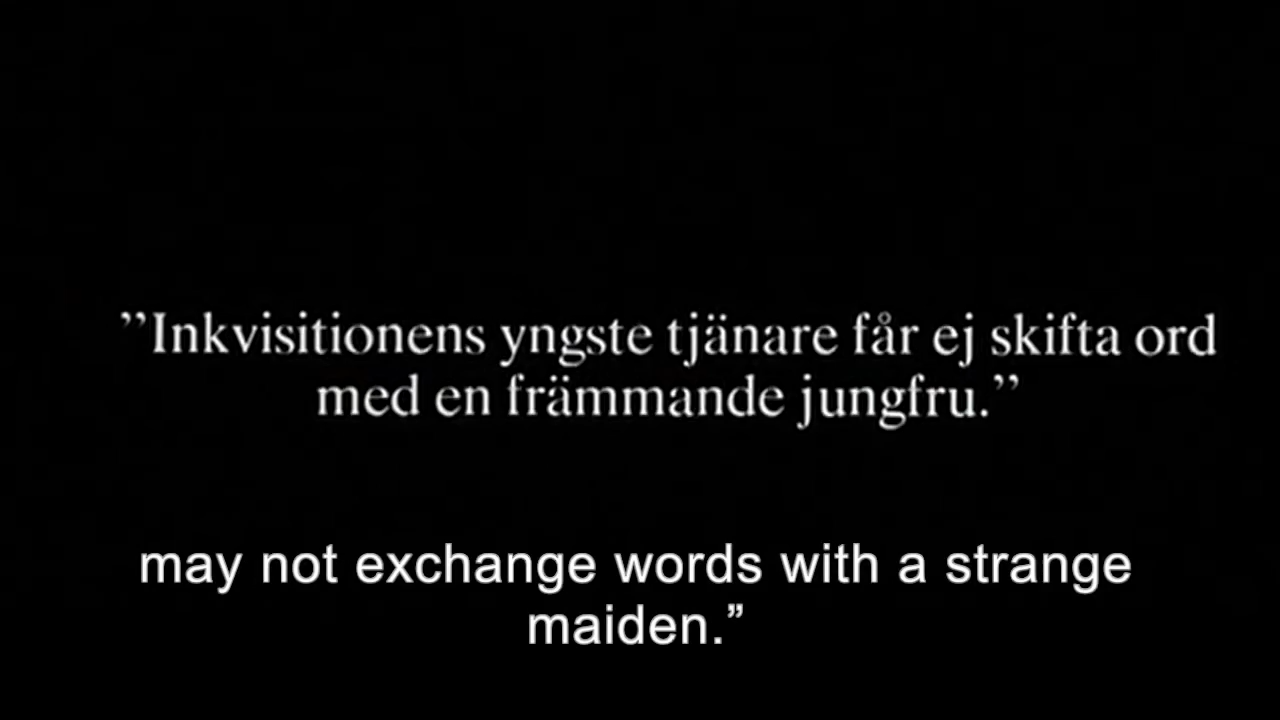 ”Inkvisitionens yngste tjänare får ej skifta ord
med en främmande jungfru.”
may not exchange words with a strange
maiden.”